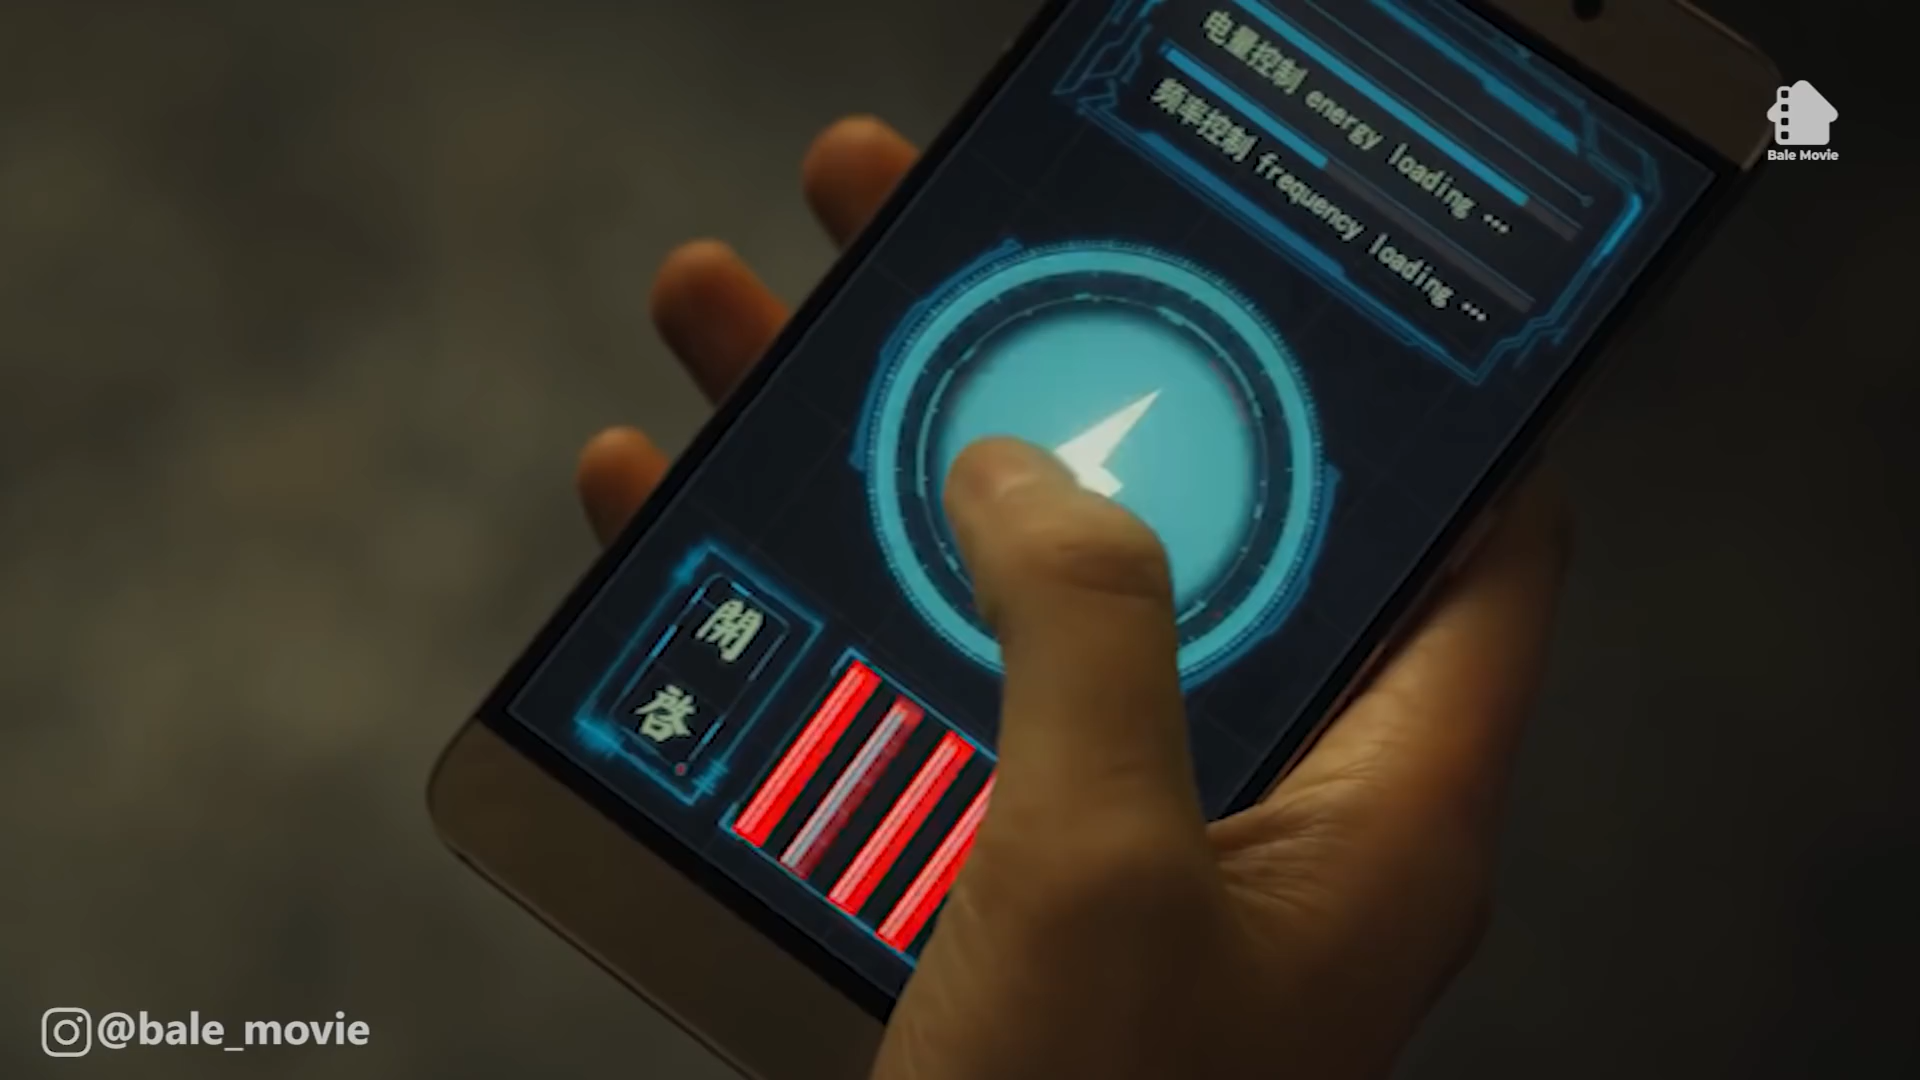 电量控制 energy loading ...
频率控制 frequency loading ...
開
啓
Bale Movie
@bale_movie